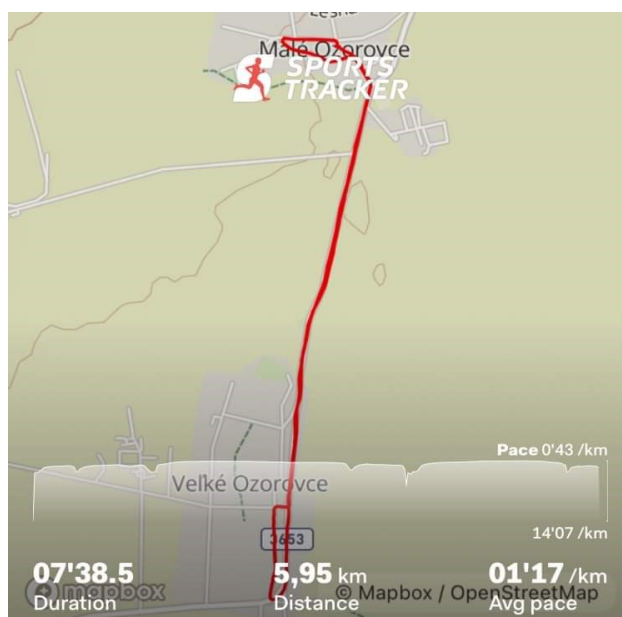 Malé Ozorovce
SPORTS
TRACKER
Pace 0'43 /km
Veľké Ozorovce
3653
14'07 /km
07'38.5
Duration
5,95 km
Distance
01'17 /km
Avg pace
mapbox
© Mapbox / OpenStreetMap